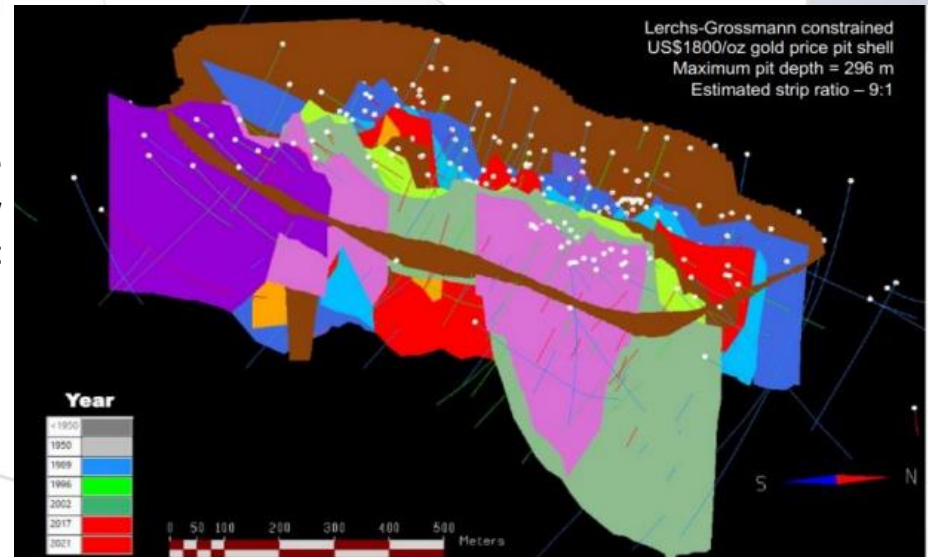 Lerchs-Grossmann constrained
US$1800/oz gold price pit shell
Maximum pit depth = 296 m
Estimated strip ratio – 9:1
Year
<1950
1950
1989
1996
2002
2017
2021
0 50 100 200 300 400 500
Meters
S N